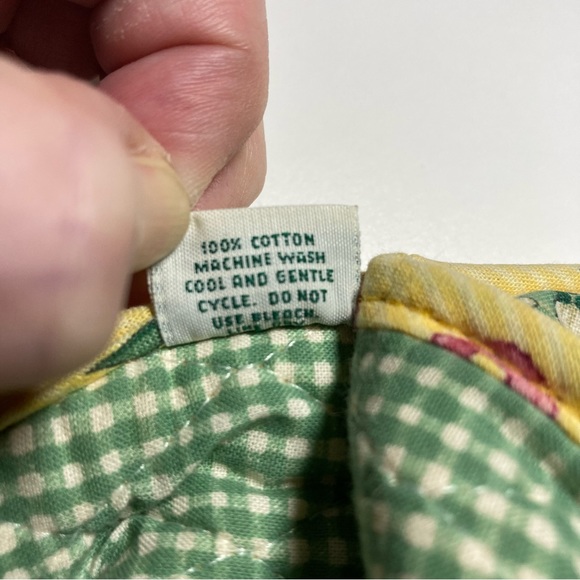 100% COTTON
MACHINE WASH
COOL AND GENTLE
CYCLE. DO NOT
USE BLEACH.